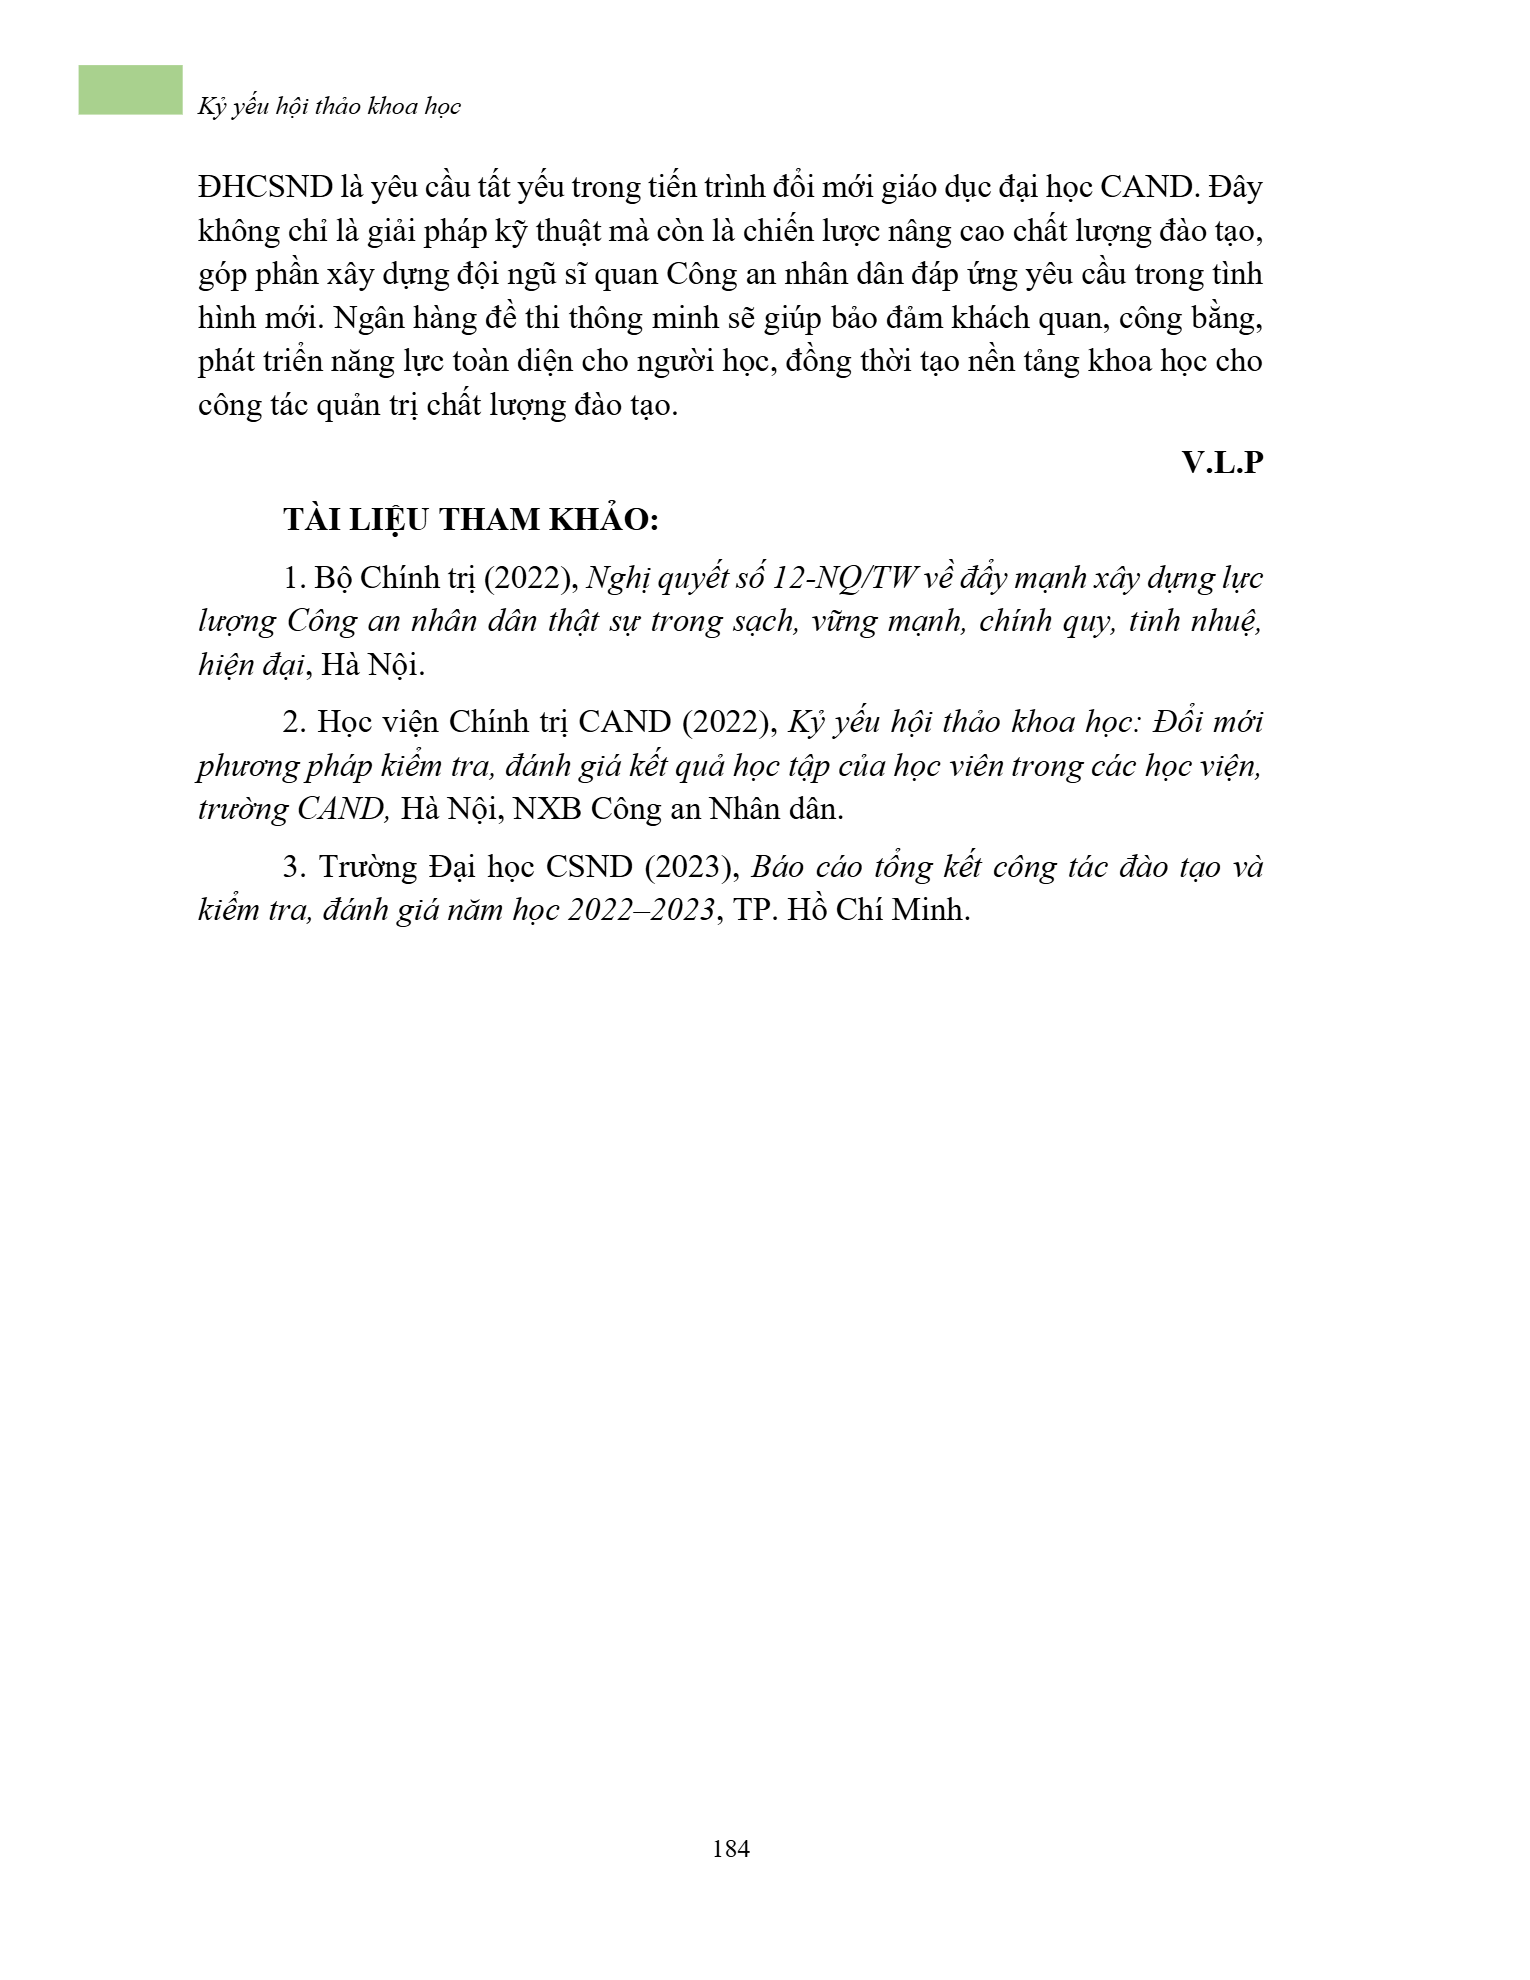 Kỷ yếu hội thảo khoa học
ĐHCSND là yêu cầu tất yếu trong tiến trình đổi mới giáo dục đại học CAND. Đây
không chỉ là giải pháp kỹ thuật mà còn là chiến lược nâng cao chất lượng đào tạo,
góp phần xây dựng đội ngũ sĩ quan Công an nhân dân đáp ứng yêu cầu trong tình
hình mới. Ngân hàng đề thi thông minh sẽ giúp bảo đảm khách quan, công bằng,
phát triển năng lực toàn diện cho người học, đồng thời tạo nền tảng khoa học cho
công tác quản trị chất lượng đào tạo.
V.L.P
TÀI LIỆU THAM KHẢO:
1. Bộ Chính trị (2022), Nghị quyết số 12-NQ/TW về đẩy mạnh xây dựng lực
lượng Công an nhân dân thật sự trong sạch, vững mạnh, chính quy, tinh nhuệ,
hiện đại, Hà Nội.
2. Học viện Chính trị CAND (2022), Kỷ yếu hội thảo khoa học: Đổi mới
phương pháp kiểm tra, đánh giá kết quả học tập của học viên trong các học viện,
trường CAND, Hà Nội, NXB Công an Nhân dân.
3. Trường Đại học CSND (2023), Báo cáo tổng kết công tác đào tạo và
kiểm tra, đánh giá năm học 2022–2023, TP. Hồ Chí Minh.
184